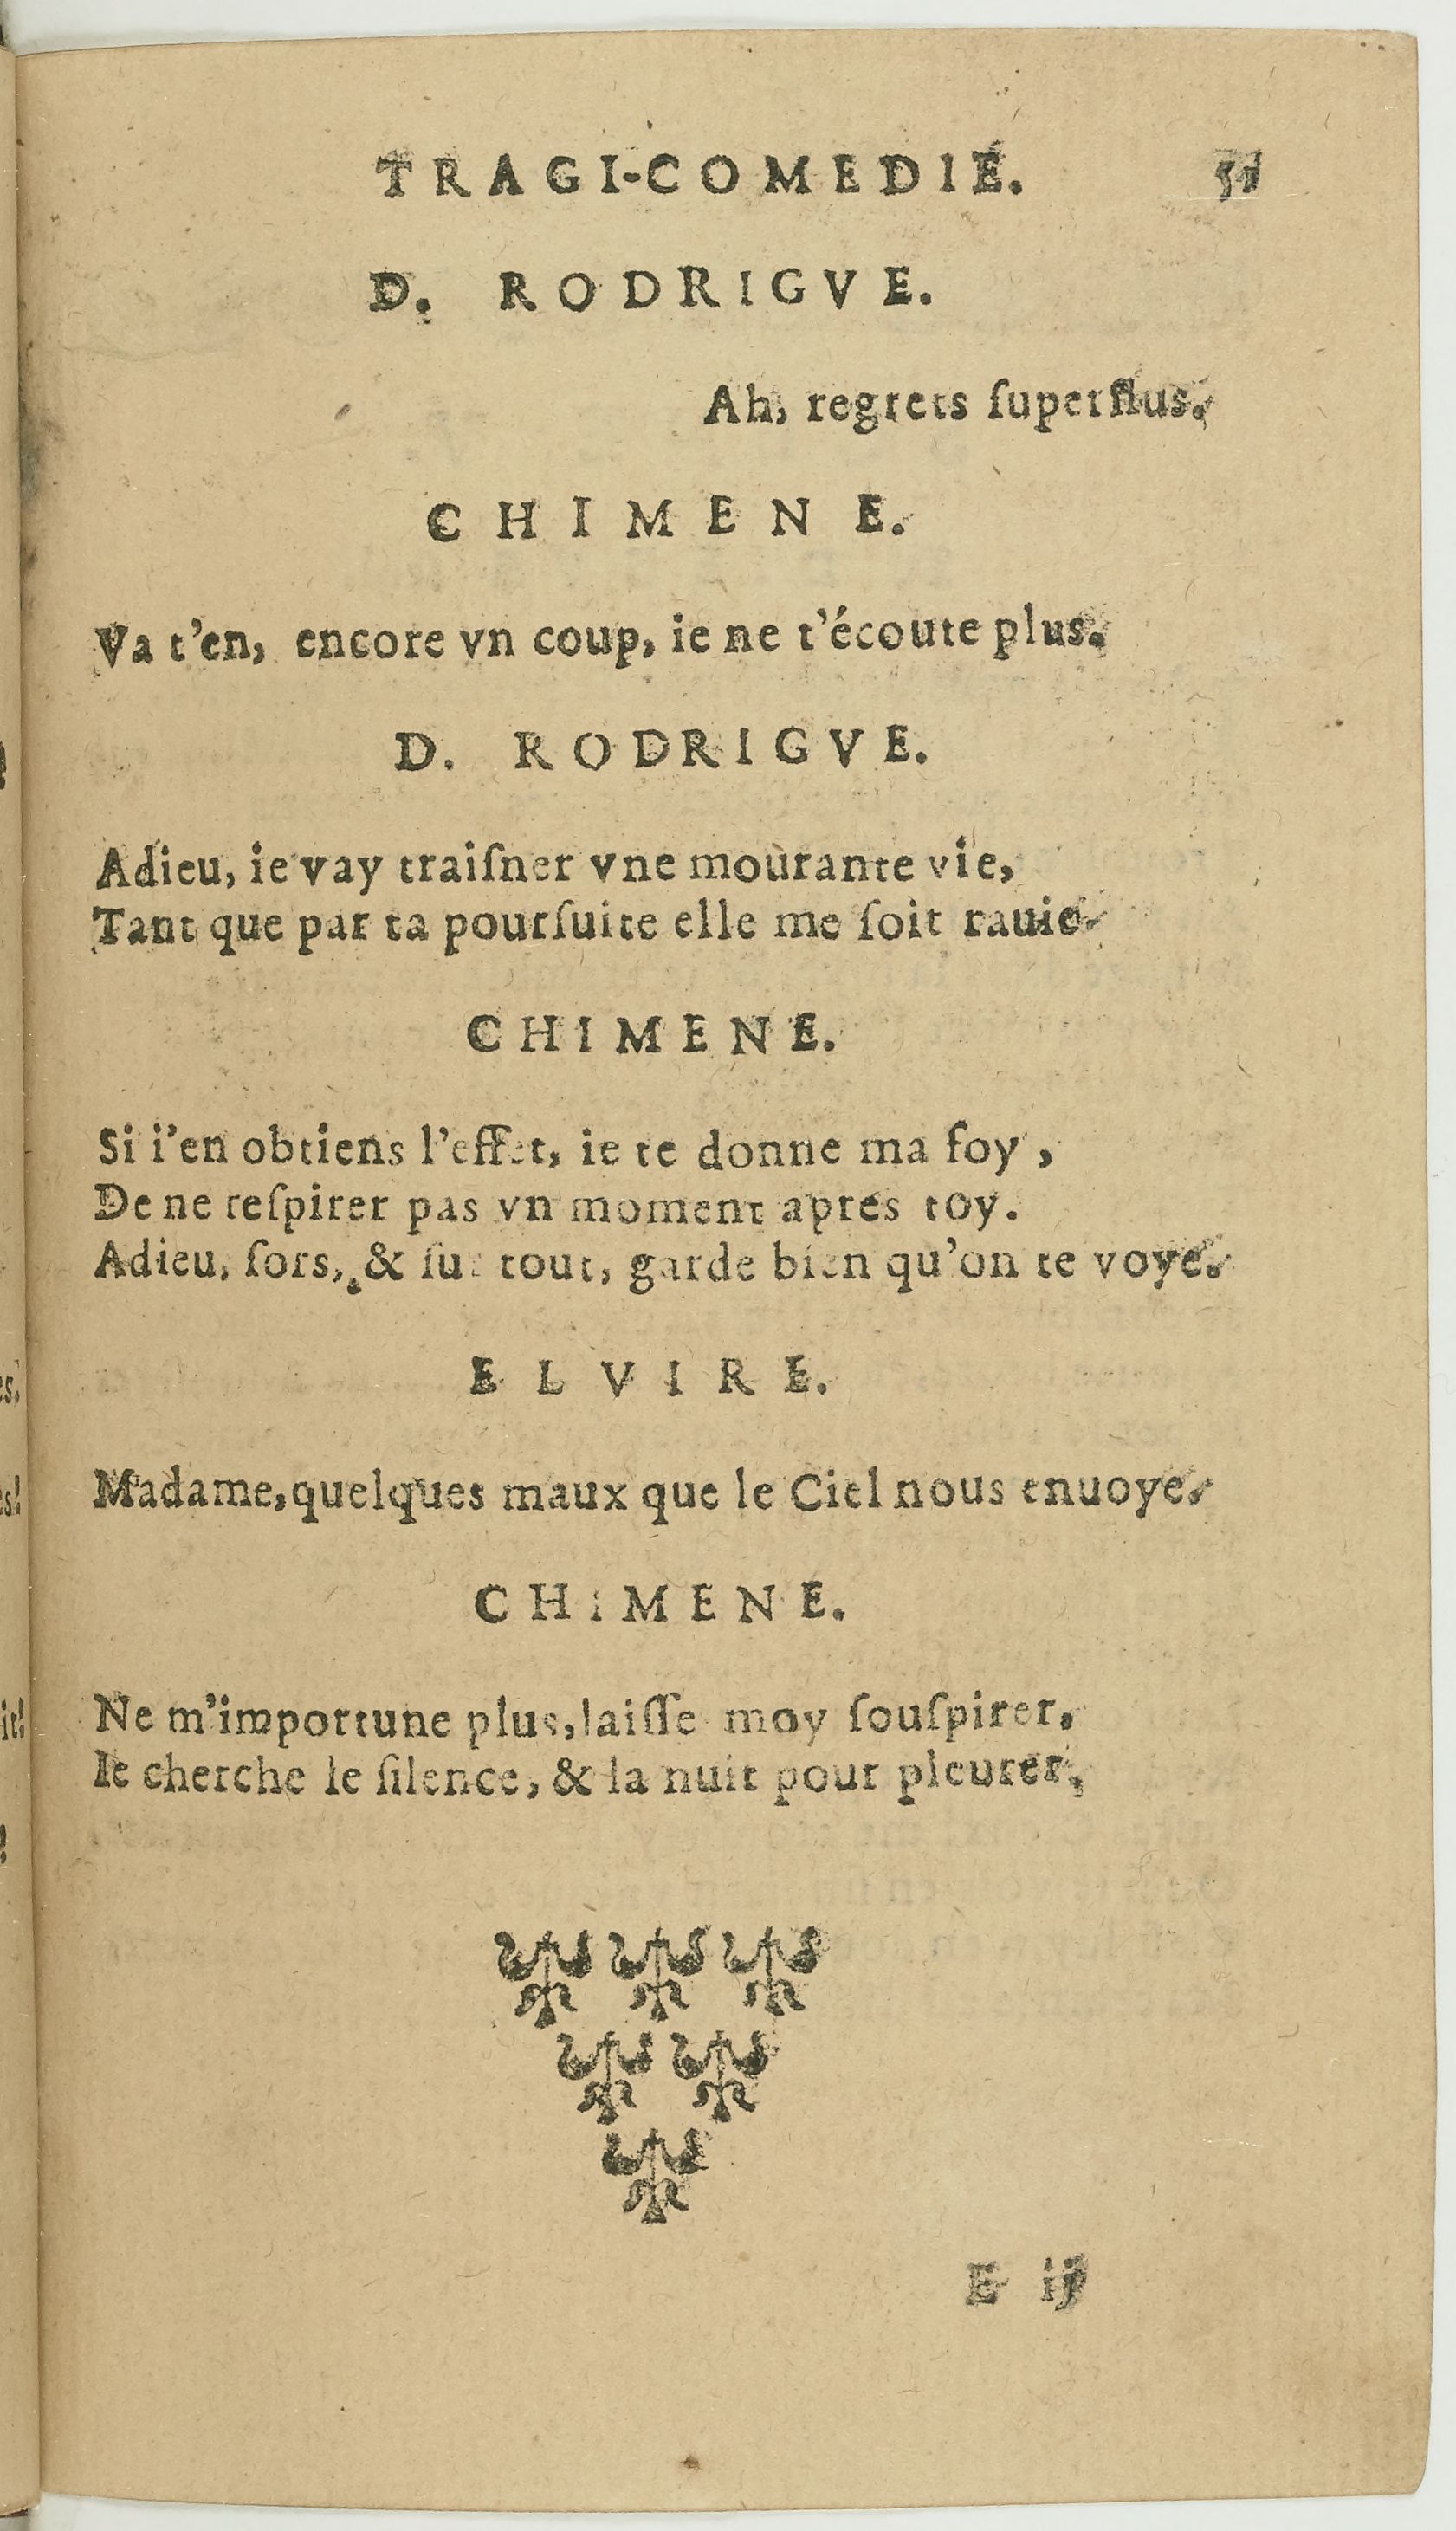 TRAGI-COMEDIE. 51
D. RODRIGVE.
Ah, regrets ſuperflus.
CHIMENE.
Va t'en, encore vn coup, ie ne t'écoute plus.
D. RODRIGVE.
Adieu, ie vay traiſner vne mourante vie,
Tant que par ta pourſuite elle me ſoit rauie.
CHIMENE.
Si i'en obtiens l'effet, ie te donne ma foy,
De ne reſpirer pas vn moment apres toy.
Adieu, ſors, & ſur tout, garde bien qu'on te voye.
ELVIRE.
Madame, quelques maux que le Ciel nous enuoye.
CHIMENE.
Ne m'importune plus, laiſſe moy ſouſpirer,
Ie cherche le ſilence, & la nuit pour pleurer,
E ij